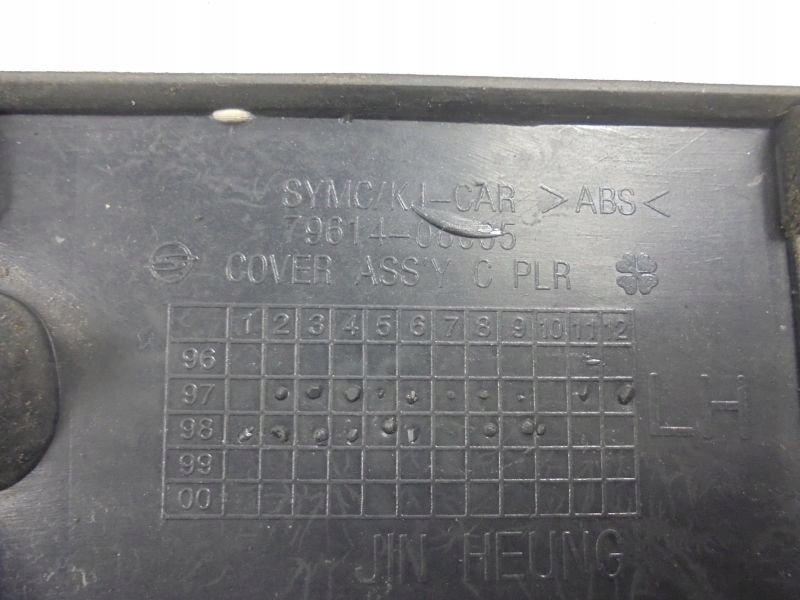 SYMC/KJ-CAR >ABS<
COVER ASS'Y C PLR
1 2 3 4 5 6 7 8 9 10 11 12
96
97
98
99
00
LH
JIN HEUNG